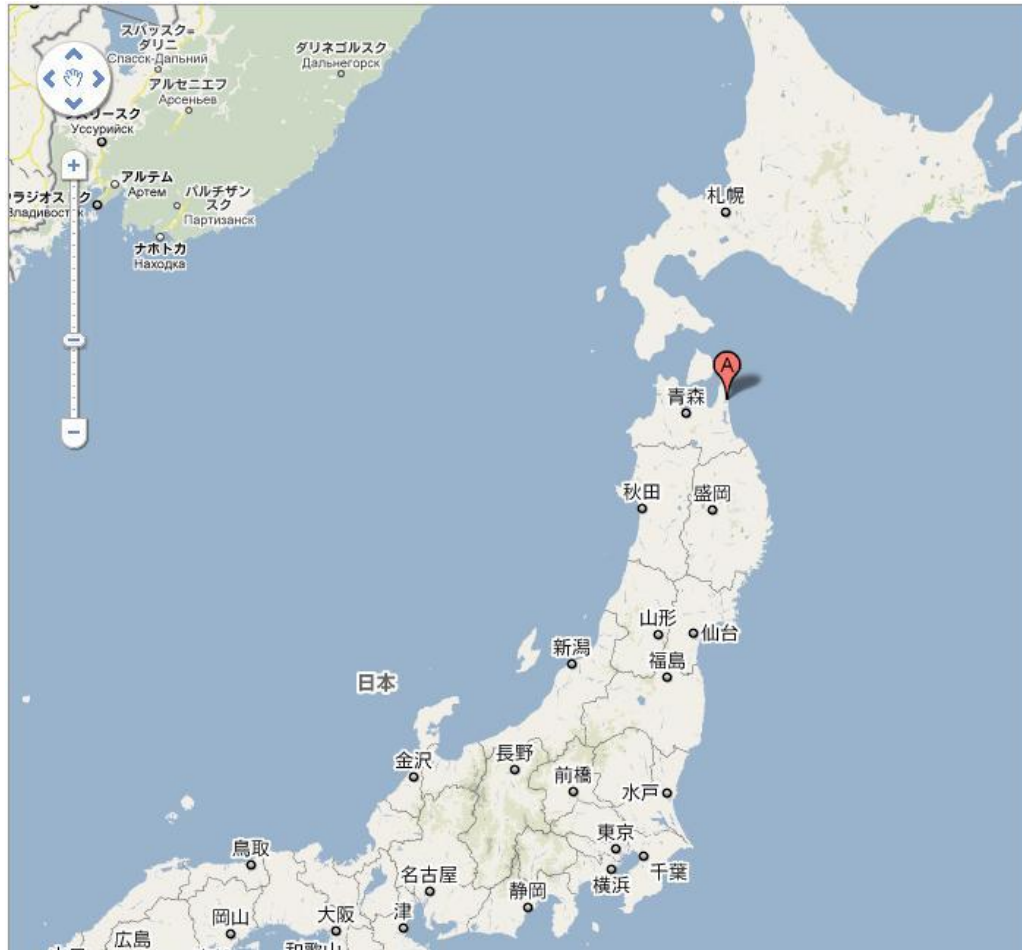 スパッスク=
ダリニ
Спасск-Дальний
ダリネゴルスク
Дальнегорск
アルセニエフ
Арсеньев
スリースク
Уссурийск
アルテム
Артем
パルチザン
スク
Партизанск
ラジオス
ク
Владивосток
ナホトカ
Находка
札幌
A
青森
秋田
盛岡
山形
仙台
新潟
福島
日本
金沢
長野
前橋
水戸
東京
鳥取
千葉
名古屋
横浜
静岡
岡山
大阪
津
広島
和歌山